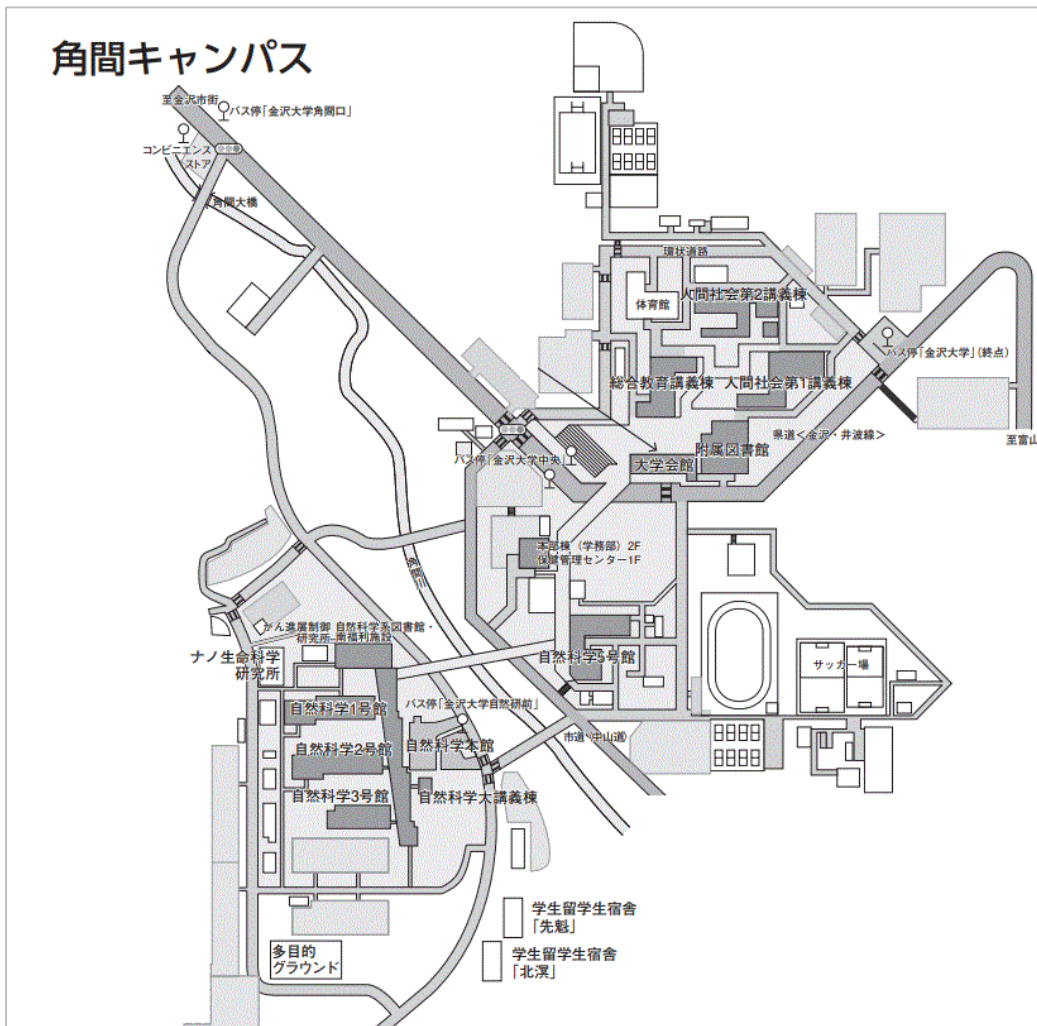 角間キャンパス
至金沢市街
バス停「金沢大学角間口」
コンビニエンス
ストア
角間大橋
環状道路
体育館
人間社会第2講義棟
バス停「金沢大学」(終点)
総合教育講義棟
人間社会第1講義棟
県道<金沢・井波線>
至富山
附属図書館
大学会館
バス停「金沢大学中央」
本部棟(学務部)2F
保健管理センター1F
がん進展制御
研究所
自然科学系図書館・
南福利施設
ナノ生命科学
研究所
自然科学5号館
サッカー場
自然科学1号館
バス停「金沢大学自然研前」
市道(中山道)
自然科学2号館
自然科学本館
自然科学3号館
自然科学大講義棟
学生留学生宿舎
「先魁」
学生留学生宿舎
「北溟」
多目的
グラウンド